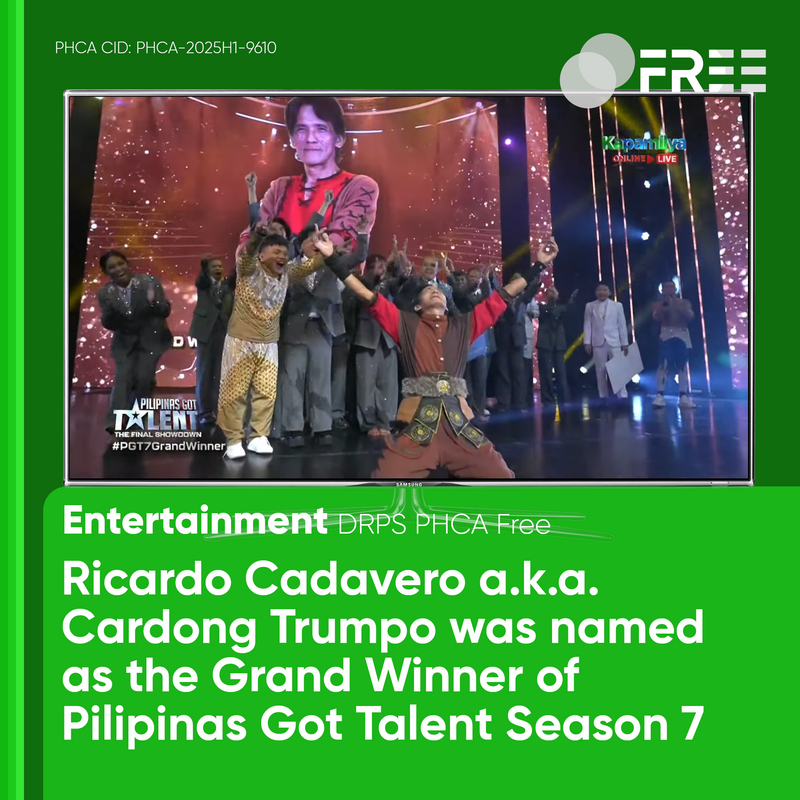 PHCA CID: PHCA-2025H1-9610
FREE
Kapamilya
ONLINE LIVE
D W
PILIPINAS GOT
TALENT
THE FINAL SHOWDOWN
#PGT7GrandWinner
SAMSUNG
Entertainment DRPS PHCA Free
Ricardo Cadavero a.k.a.
Cardong Trumpo was named
as the Grand Winner of
Pilipinas Got Talent Season 7